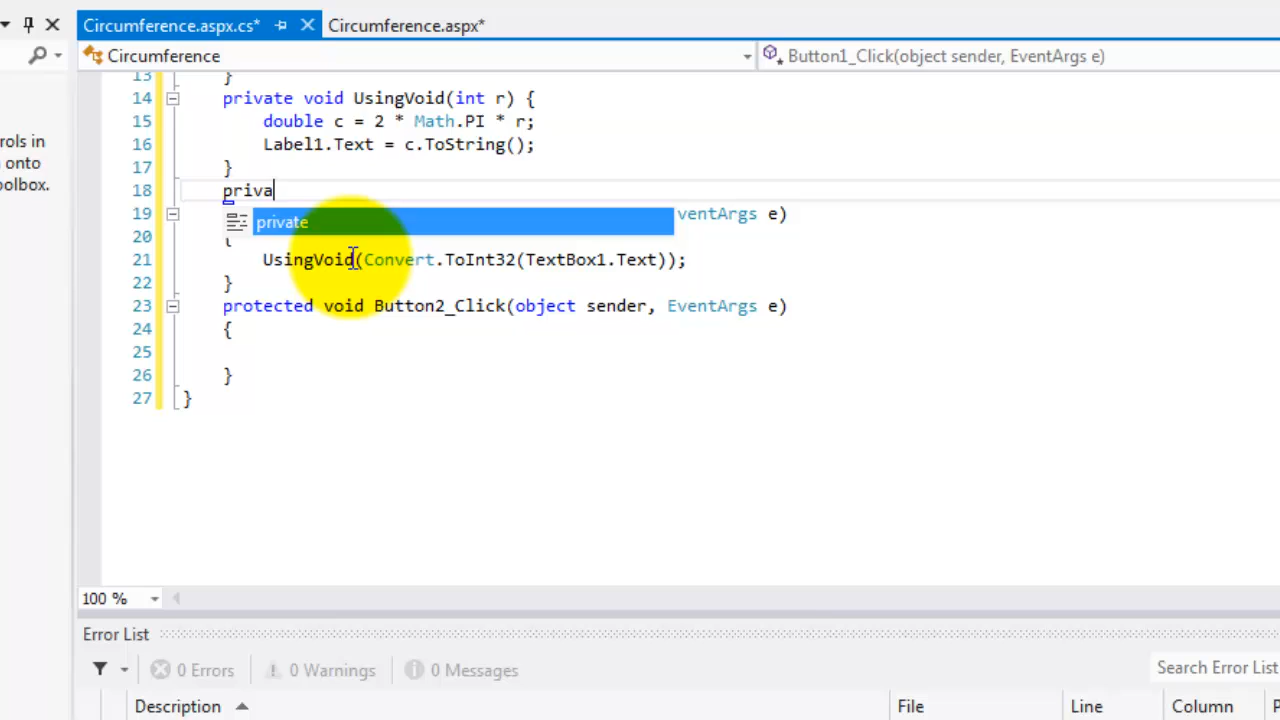 Circumference.aspx.cs* Circumference.aspx*
Circumference Button1_Click(object sender, EventArgs e)
13 }
14 private void UsingVoid(int r) {
rols in 15 double c = 2 * Math.PI * r;
16 Label1.Text = c.ToString();
onto 17 }
olbox. 18 priva
19 ventArgs e)
private
20 {
21 UsingVoid(Convert.ToInt32(TextBox1.Text));
22 }
23 protected void Button2_Click(object sender, EventArgs e)
24 {
25
26 }
27 }
100 %
Error List
0 Errors 0 Warnings 0 Messages Search Error List
Description File Line Column P